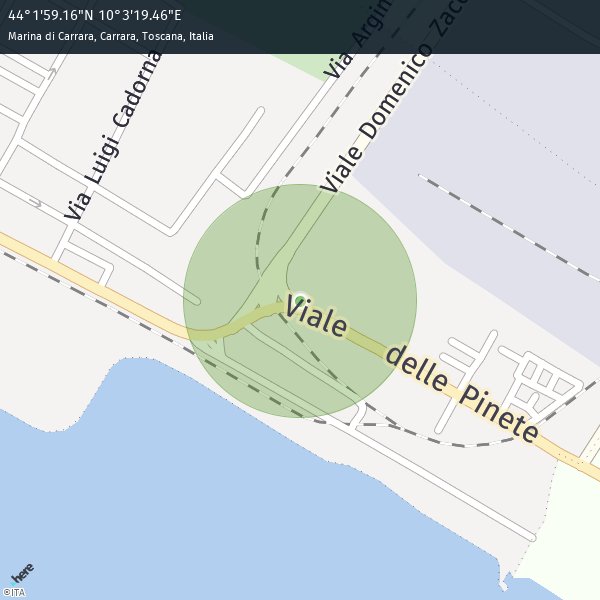 44°1'59.16"N 10°3'19.46"E
Marina di Carrara, Carrara, Toscana, Italia
Via Argin
Viale Domenico Zacc
Via Luigi Cadorna
Viale delle Pinete
here
©ITA